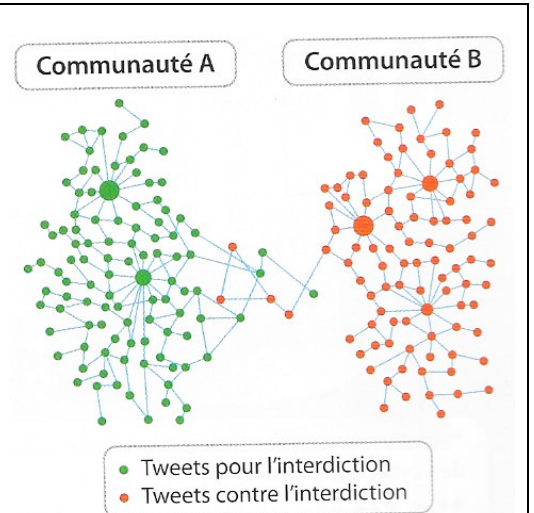 Communauté A
Communauté B
Tweets pour l'interdiction
Tweets contre l'interdiction